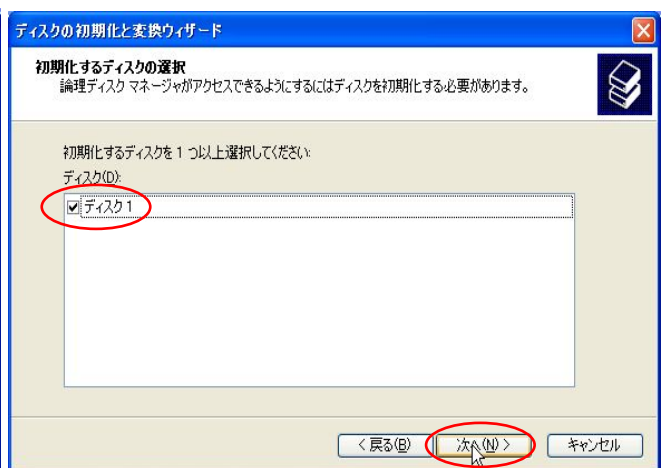 ディスクの初期化と変換ウィザード
初期化するディスクの選択
論理ディスク マネージャがアクセスできるようにするにはディスクを初期化する必要があります。
初期化するディスクを 1 つ以上選択してください:
ディスク(D):
ディスク 1
< 戻る(B)
次へ(N) >
キャンセル